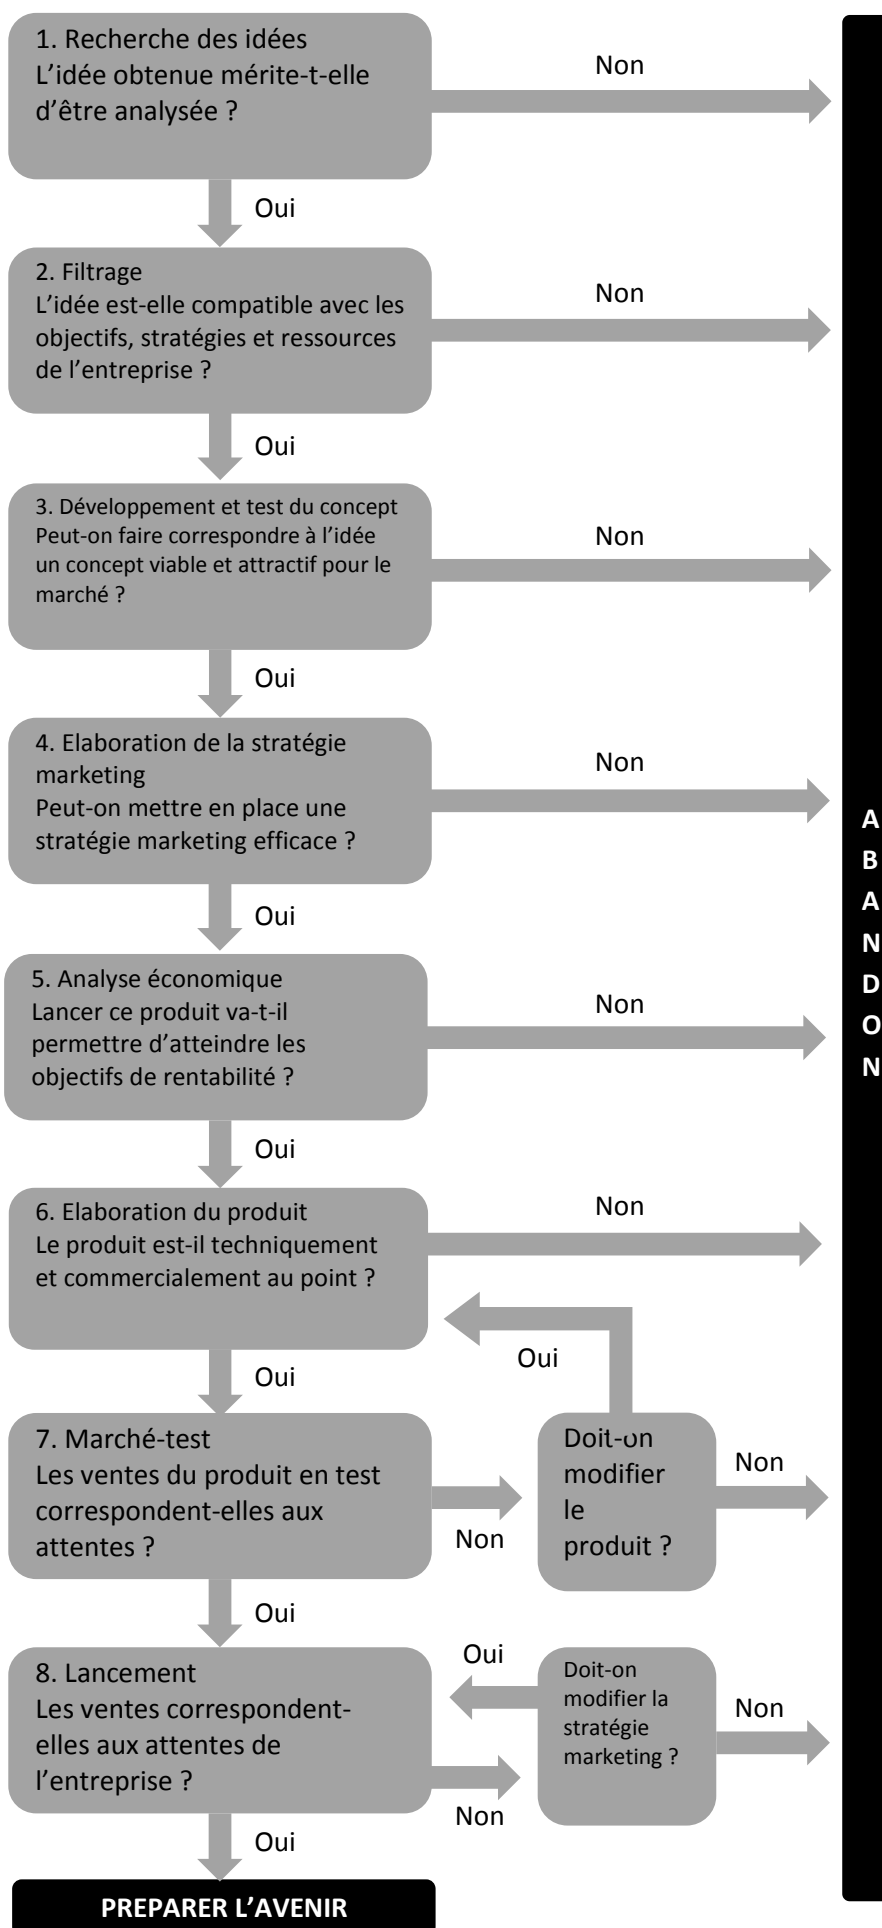 1. Recherche des idées
L’idée obtenue mérite-t-elle
d’être analysée ?
Non
Oui
2. Filtrage
L’idée est-elle compatible avec les
objectifs, stratégies et ressources
de l’entreprise ?
Non
Oui
3. Développement et test du concept
Peut-on faire correspondre à l’idée
un concept viable et attractif pour le
marché ?
Non
Oui
4. Elaboration de la stratégie
marketing
Peut-on mettre en place une
stratégie marketing efficace ?
Non
Oui
5. Analyse économique
Lancer ce produit va-t-il
permettre d’atteindre les
objectifs de rentabilité ?
Non
Oui
6. Elaboration du produit
Le produit est-il techniquement
et commercialement au point ?
Non
Oui
Oui
7. Marché-test
Les ventes du produit en test
correspondent-elles aux
attentes ?
Non
Doit-on
modifier
le
produit ?
Non
Oui
8. Lancement
Les ventes correspondent-
elles aux attentes de
l’entreprise ?
Oui
Non
Doit-on
modifier la
stratégie
marketing ?
Non
Oui
PREPARER L’AVENIR
A
B
A
N
D
O
N